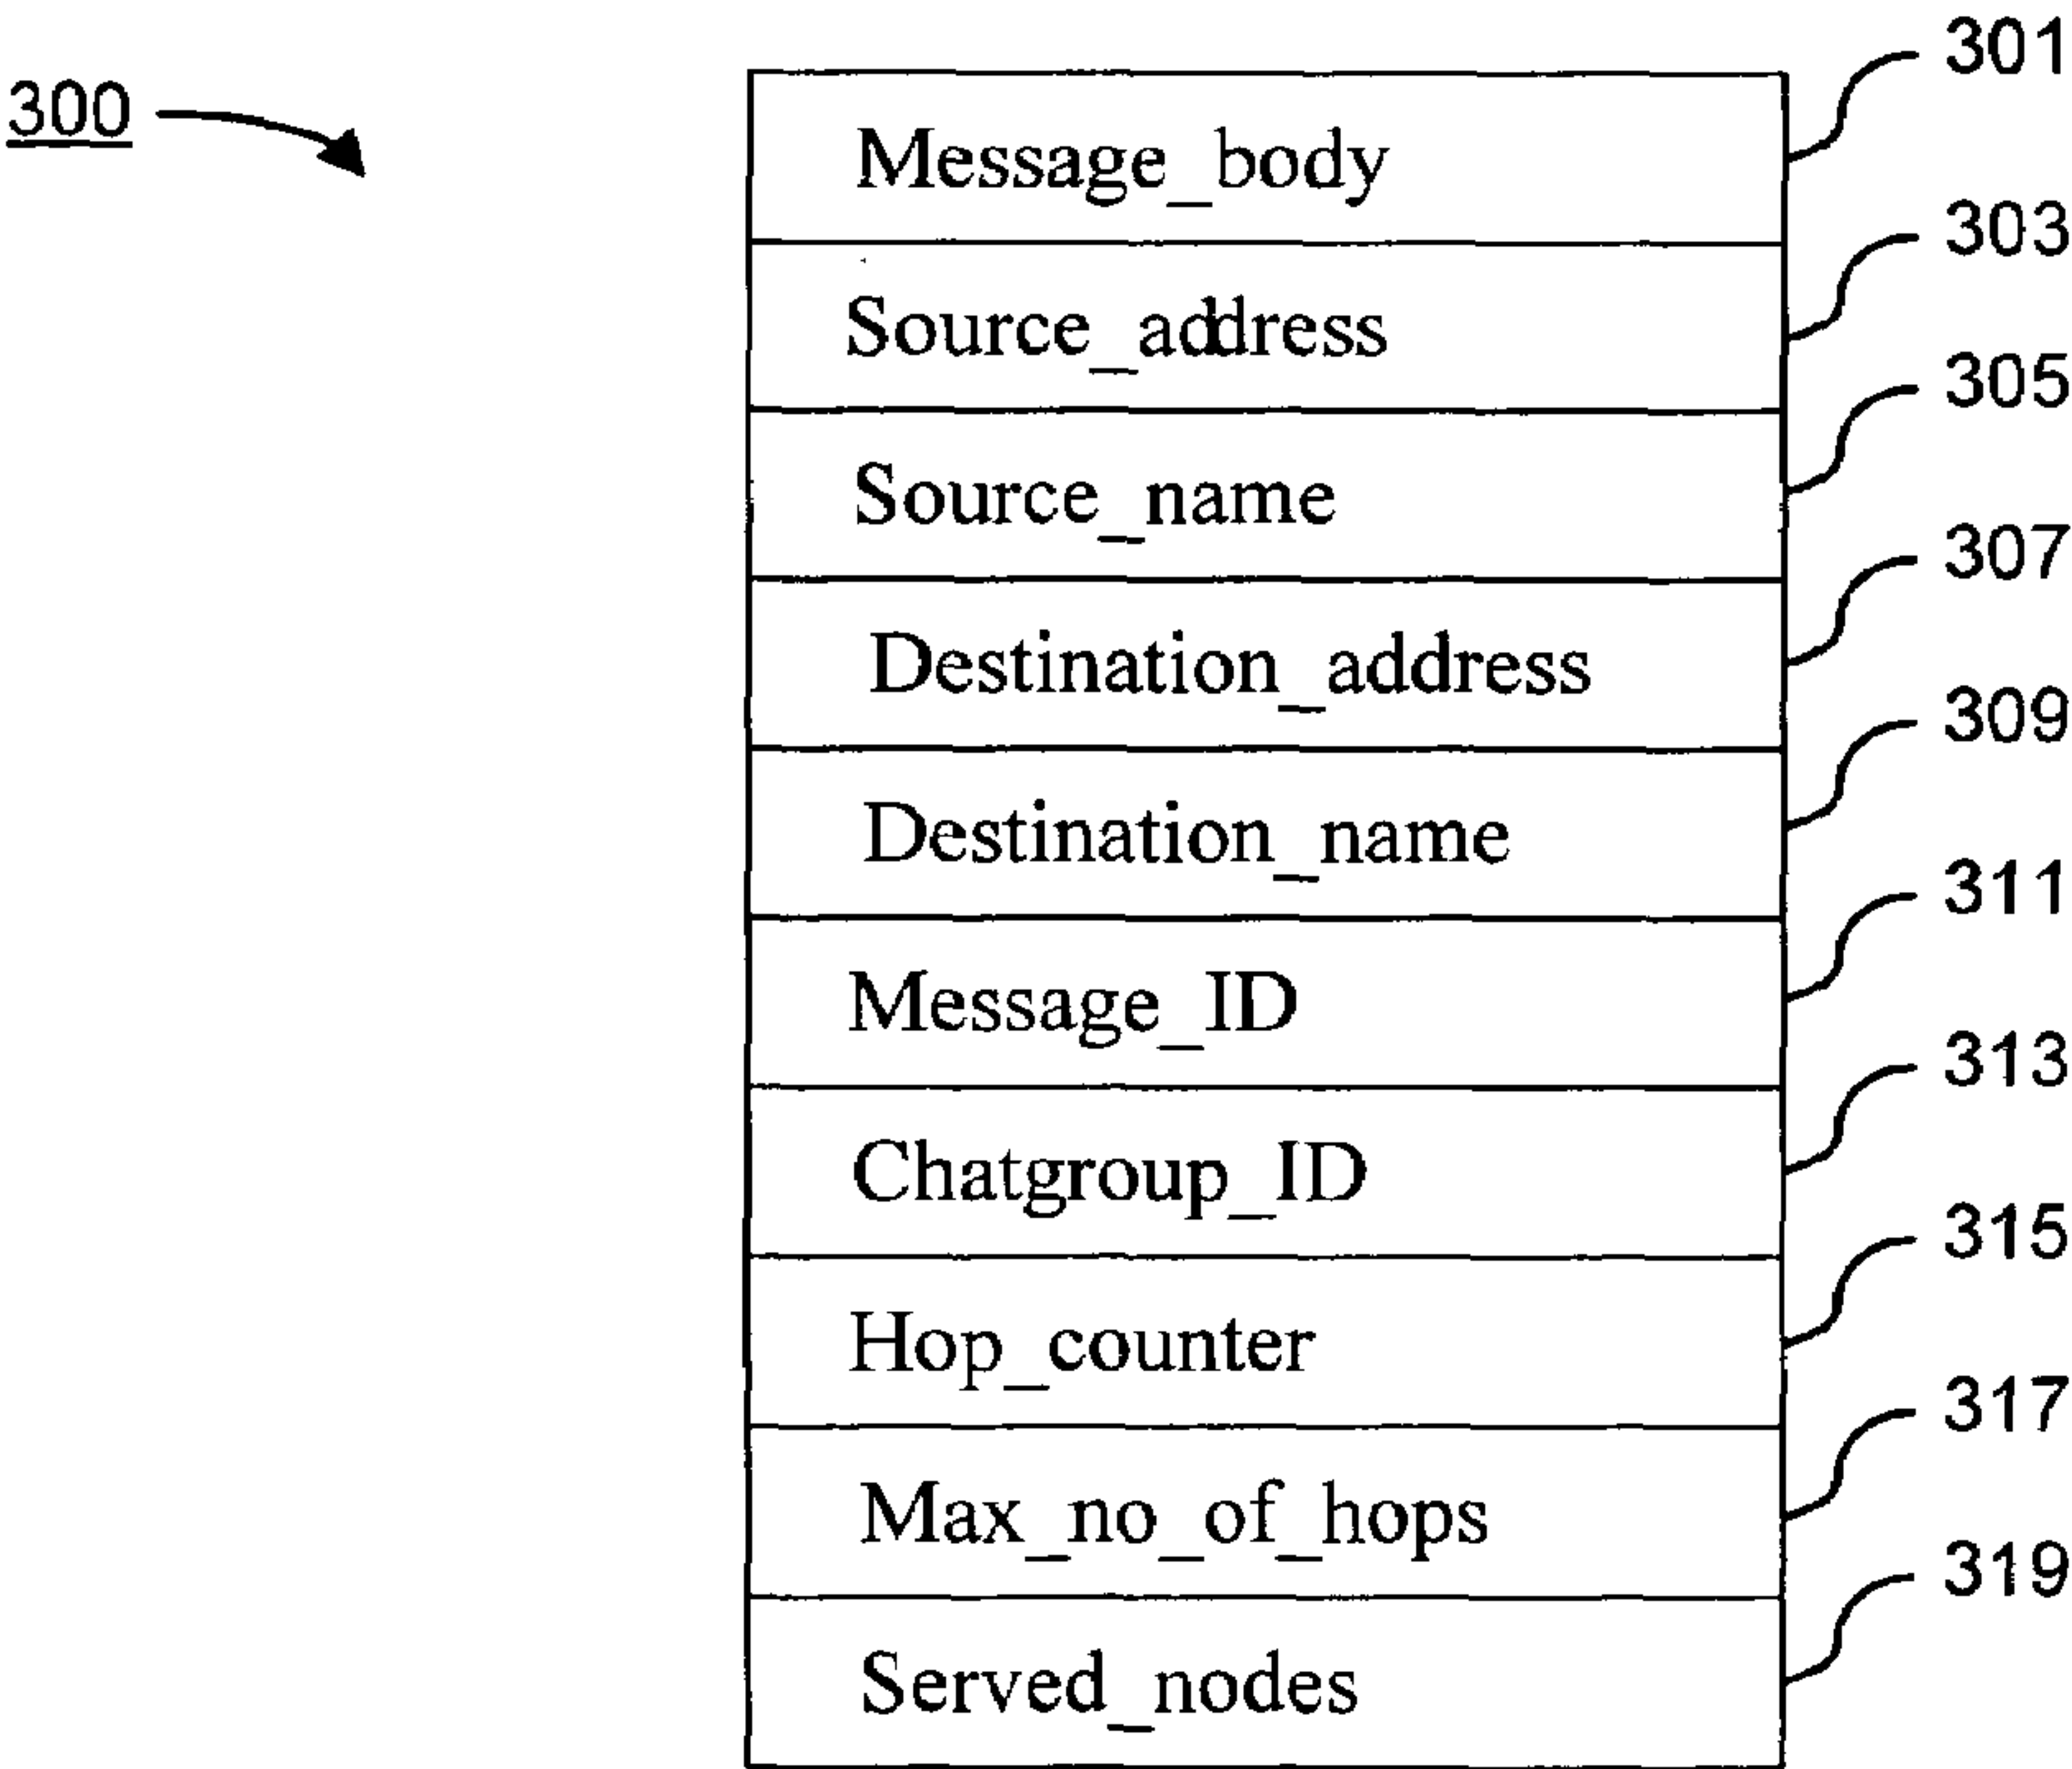 300
Message_body 301
Source_address 303
Source_name 305
Destination_address 307
Destination_name 309
Message_ID 311
Chatgroup_ID 313
Hop_counter 315
Max_no_of_hops 317
Served_nodes 319